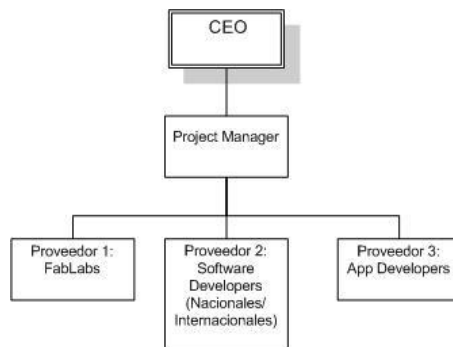 CEO
Project Manager
Proveedor 1:
FabLabs
Proveedor 2:
Software
Developers
(Nacionales/
Internacionales)
Proveedor 3:
App Developers